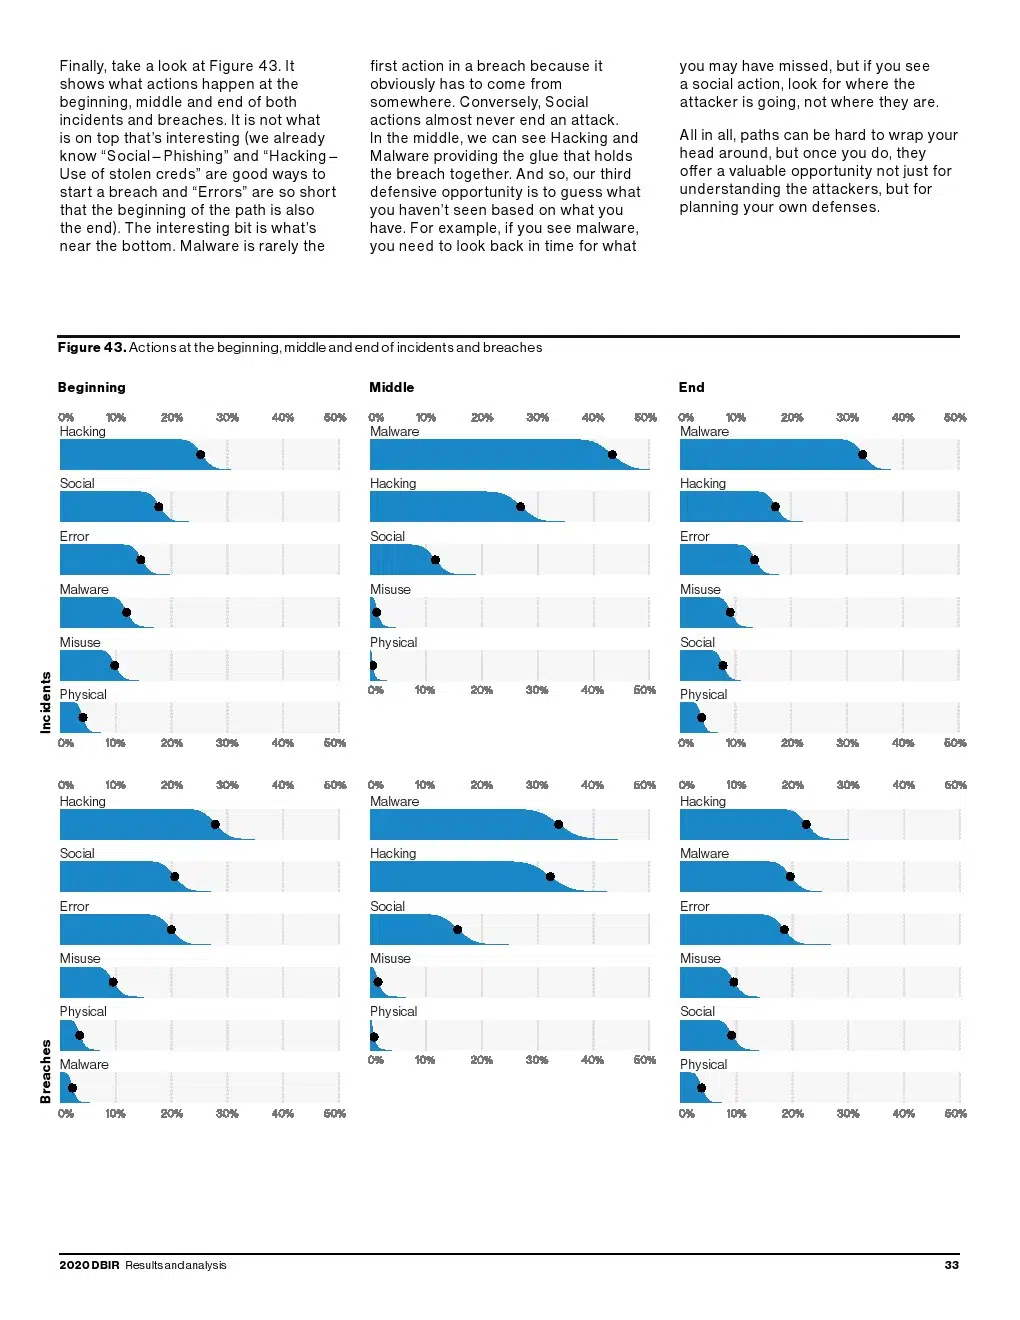 Finally, take a look at Figure 43. It
shows what actions happen at the
beginning, middle and end of both
incidents and breaches. It is not what
is on top that's interesting (we already
know “Social – Phishing” and “Hacking –
Use of stolen creds” are good ways to
start a breach and “Errors” are so short
that the beginning of the path is also
the end). The interesting bit is what's
near the bottom. Malware is rarely the
first action in a breach because it
obviously has to come from
somewhere. Conversely, Social
actions almost never end an attack.
In the middle, we can see Hacking and
Malware providing the glue that holds
the breach together. And so, our third
defensive opportunity is to guess what
you haven't seen based on what you
have. For example, if you see malware,
you need to look back in time for what
you may have missed, but if you see
a social action, look for where the
attacker is going, not where they are.
All in all, paths can be hard to wrap your
head around, but once you do, they
offer a valuable opportunity not just for
understanding the attackers, but for
planning your own defenses.
Figure 43. Actions at the beginning, middle and end of incidents and breaches
Incidents
Beginning
0% 10% 20% 30% 40% 50%
Hacking
Social
Error
Malware
Misuse
Physical
0% 10% 20% 30% 40% 50%
Middle
0% 10% 20% 30% 40% 50%
Malware
Hacking
Social
Misuse
Physical
0% 10% 20% 30% 40% 50%
End
0% 10% 20% 30% 40% 50%
Malware
Hacking
Error
Misuse
Social
Physical
0% 10% 20% 30% 40% 50%
Breaches
0% 10% 20% 30% 40% 50%
Hacking
Social
Error
Misuse
Physical
Malware
0% 10% 20% 30% 40% 50%
0% 10% 20% 30% 40% 50%
Malware
Hacking
Social
Misuse
Physical
0% 10% 20% 30% 40% 50%
0% 10% 20% 30% 40% 50%
Hacking
Malware
Error
Misuse
Social
Physical
0% 10% 20% 30% 40% 50%
2020 DBIR Results and analysis
33